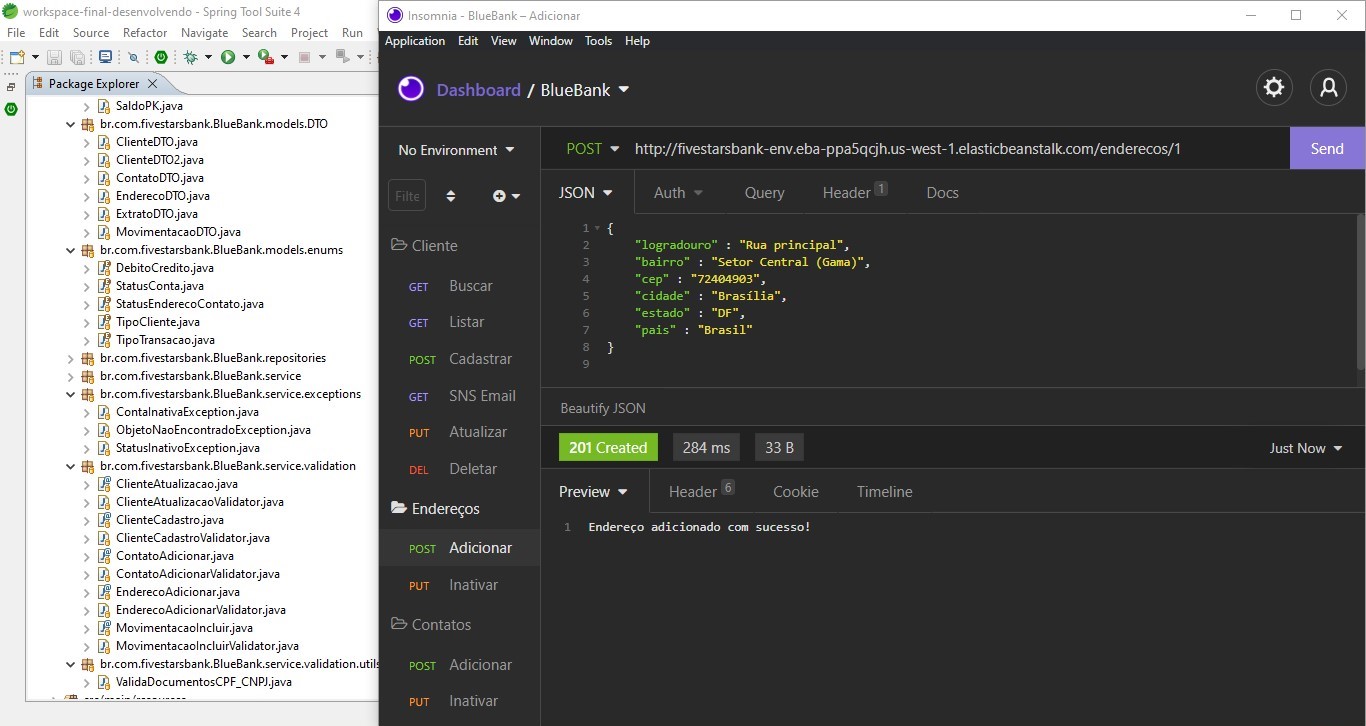 workspace-final-desenvolvendo - Spring Tool Suite 4
File Edit Source Refactor Navigate Search Project Run
Package Explorer
SaldoPK.java
br.com.fivestarsbank.BlueBank.models.DTO
ClienteDTO.java
ClienteDTO2.java
ContatoDTO.java
EnderecoDTO.java
ExtratoDTO.java
MovimentacaoDTO.java
br.com.fivestarsbank.BlueBank.models.enums
DebitoCredito.java
StatusConta.java
StatusEnderecoContato.java
TipoCliente.java
TipoTransacao.java
br.com.fivestarsbank.BlueBank.repositories
br.com.fivestarsbank.BlueBank.service
br.com.fivestarsbank.BlueBank.service.exceptions
ContaInativaException.java
ObjetoNaoEncontradoException.java
StatusInativoException.java
br.com.fivestarsbank.BlueBank.service.validation
ClienteAtualizacao.java
ClienteAtualizacaoValidator.java
ClienteCadastro.java
ClienteCadastroValidator.java
ContatoAdicionar.java
ContatoAdicionarValidator.java
EnderecoAdicionar.java
EnderecoAdicionarValidator.java
MovimentacaoIncluir.java
MovimentacaoIncluirValidator.java
br.com.fivestarsbank.BlueBank.service.validation.utils
ValidaDocumentosCPF_CNPJ.java
src/main/resources
Insomnia - BlueBank – Adicionar
Application Edit View Window Tools Help
Dashboard / BlueBank
No Environment
Filte
Cliente
GET Buscar
GET Listar
POST Cadastrar
GET SNS Email
PUT Atualizar
DEL Deletar
Endereços
POST Adicionar
PUT Inativar
Contatos
POST Adicionar
PUT Inativar
POST http://fivestarsbank-env.eba-ppa5qcjh.us-west-1.elasticbeanstalk.com/enderecos/1 Send
JSON Auth Query Header 1 Docs
1 {
2 "logradouro" : "Rua principal",
3 "bairro" : "Setor Central (Gama)",
4 "cep" : "72404903",
5 "cidade" : "Brasília",
6 "estado" : "DF",
7 "pais" : "Brasil"
8 }
9
Beautify JSON
201 Created 284 ms 33 B Just Now
Preview Header 6 Cookie Timeline
1 Endereço adicionado com sucesso!